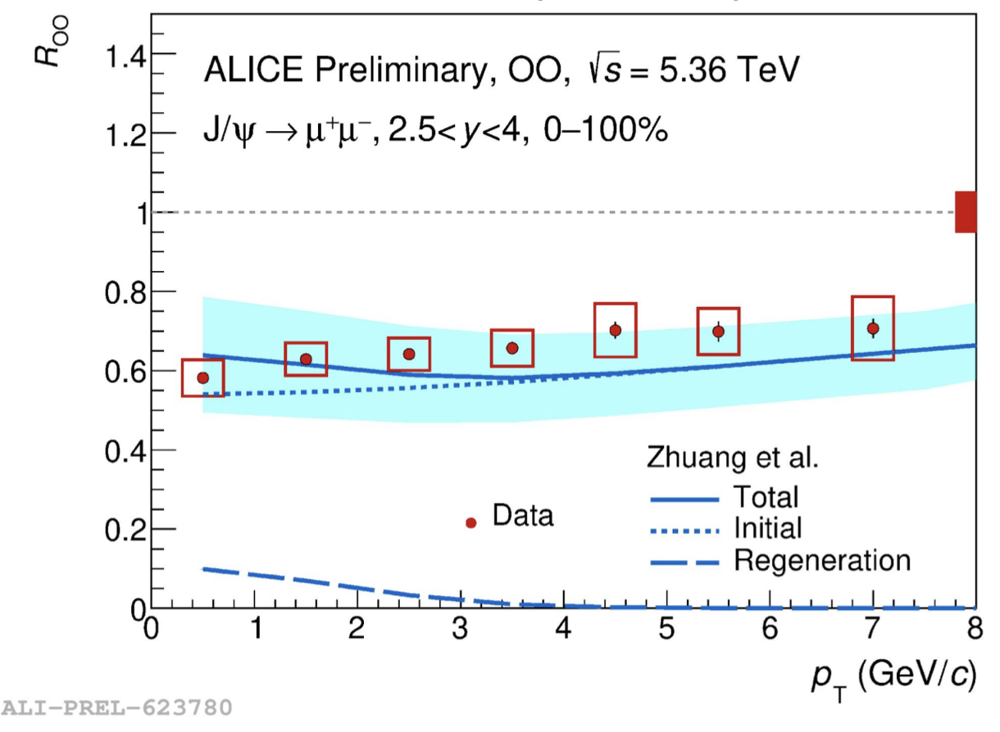 R_OO
ALICE Preliminary, OO, √s = 5.36 TeV
J/ψ → μ⁺μ⁻, 2.5<y<4, 0–100%
1.4
1.2
1
0.8
0.6
0.4
0.2
0
Zhuang et al.
Total
Initial
Regeneration
Data
0 1 2 3 4 5 6 7 8
p_T (GeV/c)
ALI-PREL-623780